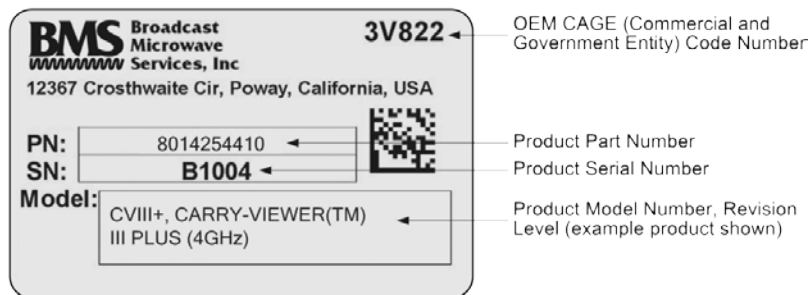 BMS Broadcast
Microwave
Services, Inc
3V822
OEM CAGE (Commercial and
Government Entity) Code Number
12367 Crosthwaite Cir, Poway, California, USA
PN: 8014254410
Product Part Number
SN: B1004
Product Serial Number
Model: CVIII+, CARRY-VIEWER(TM)
III PLUS (4GHz)
Product Model Number, Revision
Level (example product shown)